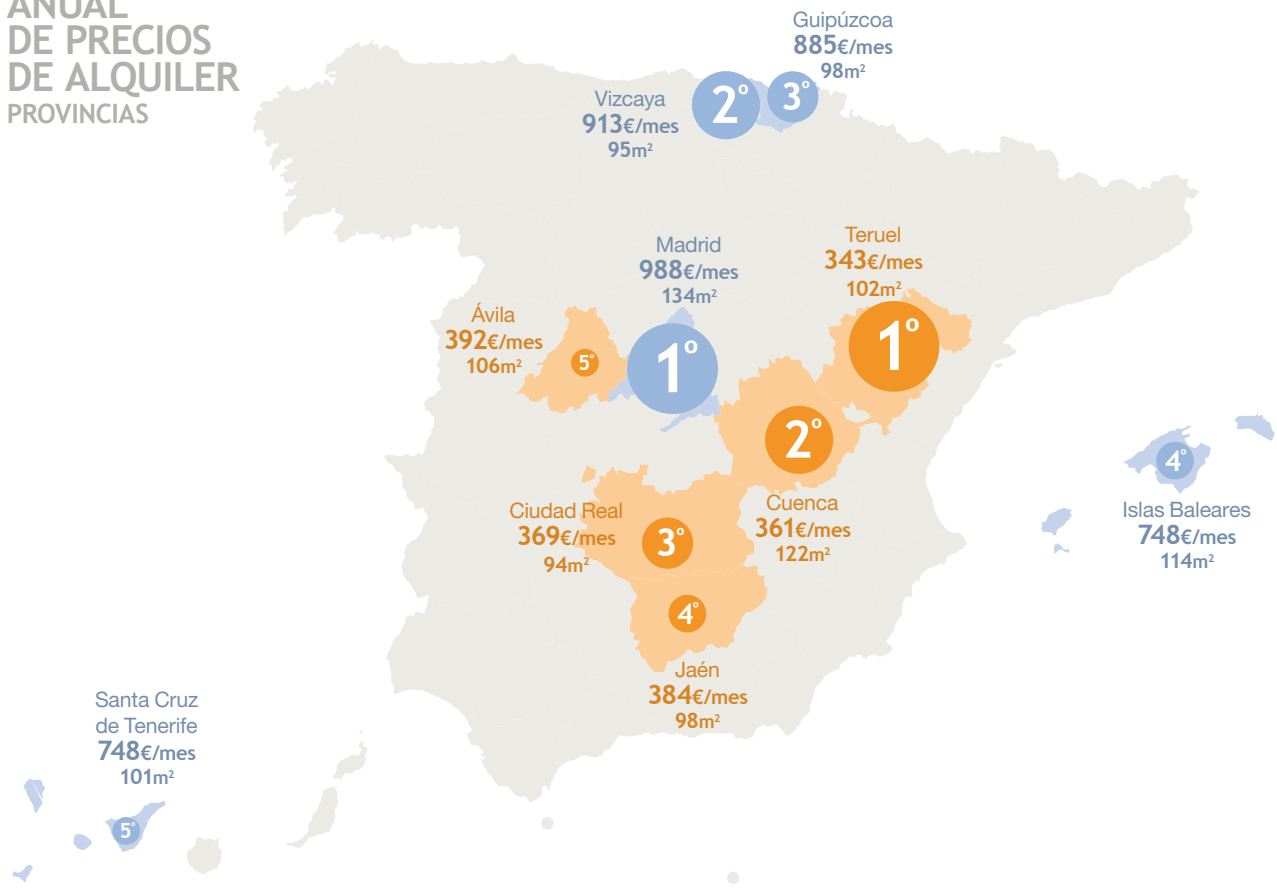 ANUAL
DE PRECIOS
DE ALQUILER
PROVINCIAS
Guipúzcoa
885€/mes
98m²
3º
Vizcaya
913€/mes
95m²
2º
Madrid
988€/mes
134m²
1º
Teruel
343€/mes
102m²
1º
Ávila
392€/mes
106m²
5º
2º
Cuenca
361€/mes
122m²
Ciudad Real
369€/mes
94m²
3º
4º
Jaén
384€/mes
98m²
4º
Islas Baleares
748€/mes
114m²
Santa Cruz
de Tenerife
748€/mes
101m²
5º